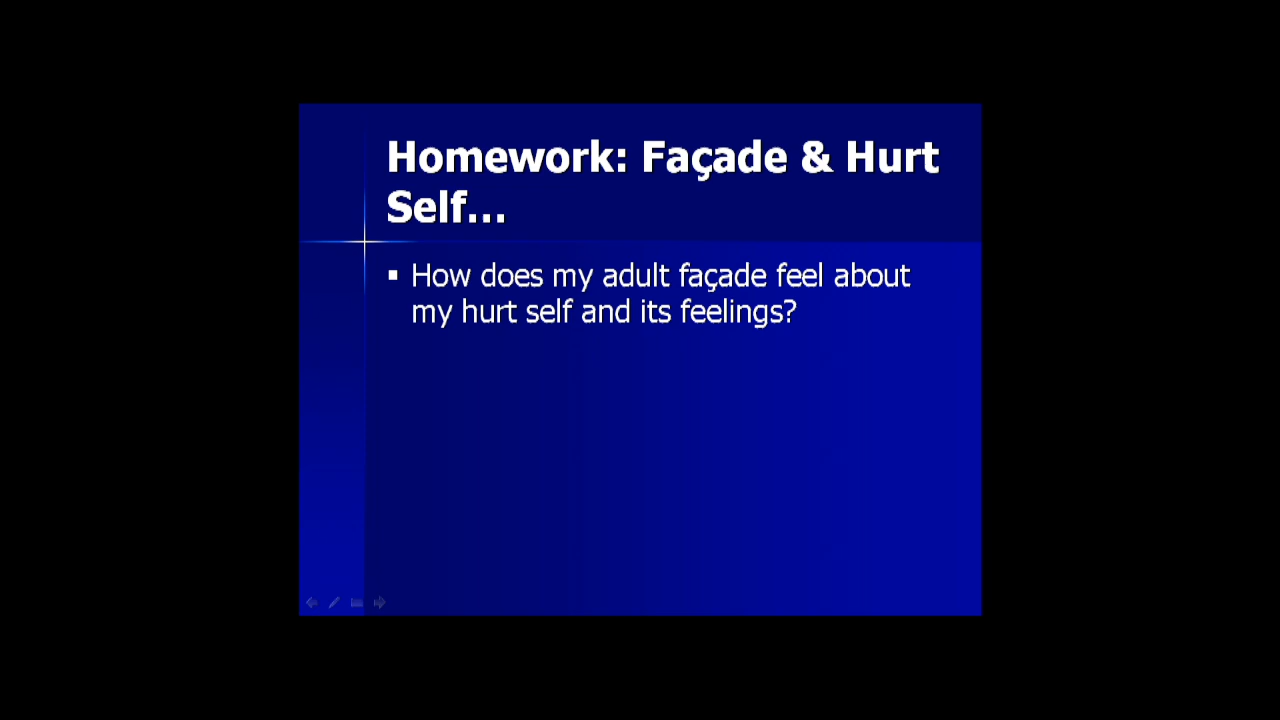 Homework: Façade & Hurt
Self...
▪ How does my adult façade feel about
my hurt self and its feelings?